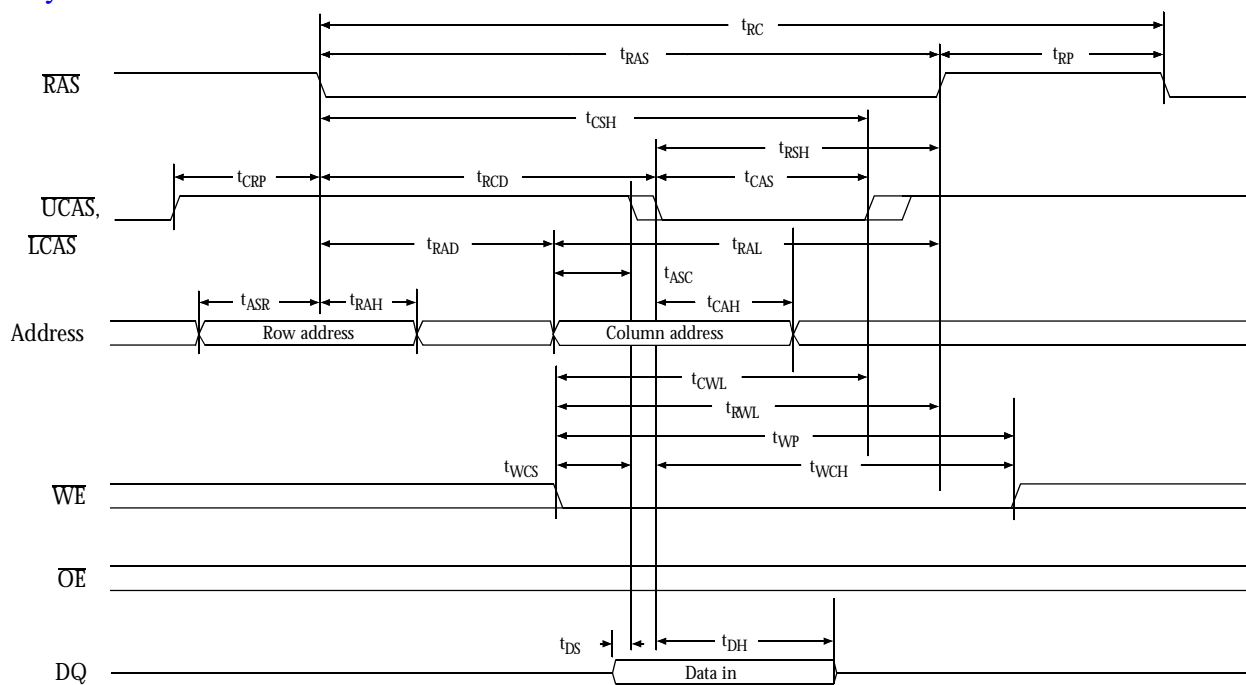 tRC
tRAS
tRP
RAS
tCSH
tRSH
tCRP
tRCD
tCAS
UCAS,
LCAS
tRAD
tRAL
tASC
tASR
tRAH
tCAH
Address
Row address
Column address
tCWL
tRWL
tWP
tWCS
tWCH
WE
OE
tDS
tDH
DQ
Data in